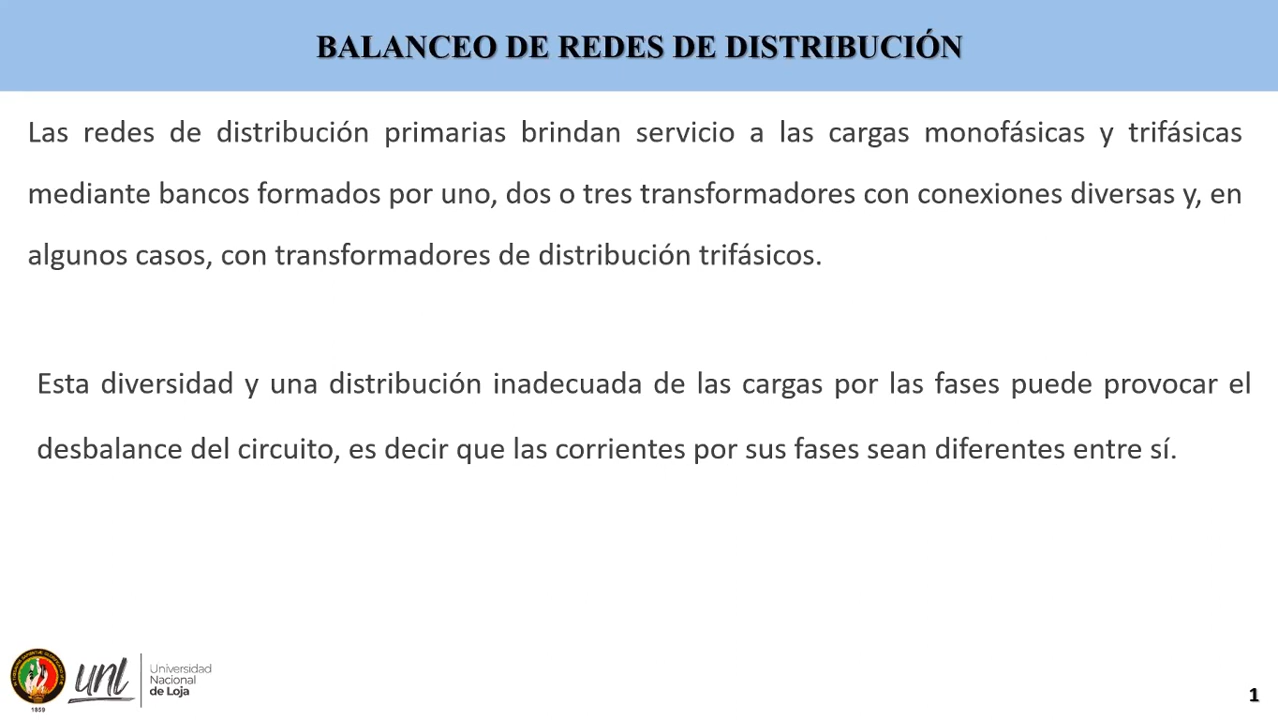 BALANCEO DE REDES DE DISTRIBUCIÓN
Las redes de distribución primarias brindan servicio a las cargas monofásicas y trifásicas
mediante bancos formados por uno, dos o tres transformadores con conexiones diversas y, en
algunos casos, con transformadores de distribución trifásicos.
Esta diversidad y una distribución inadecuada de las cargas por las fases puede provocar el
desbalance del circuito, es decir que las corrientes por sus fases sean diferentes entre sí.
1859
unl
Universidad
Nacional
de Loja
1